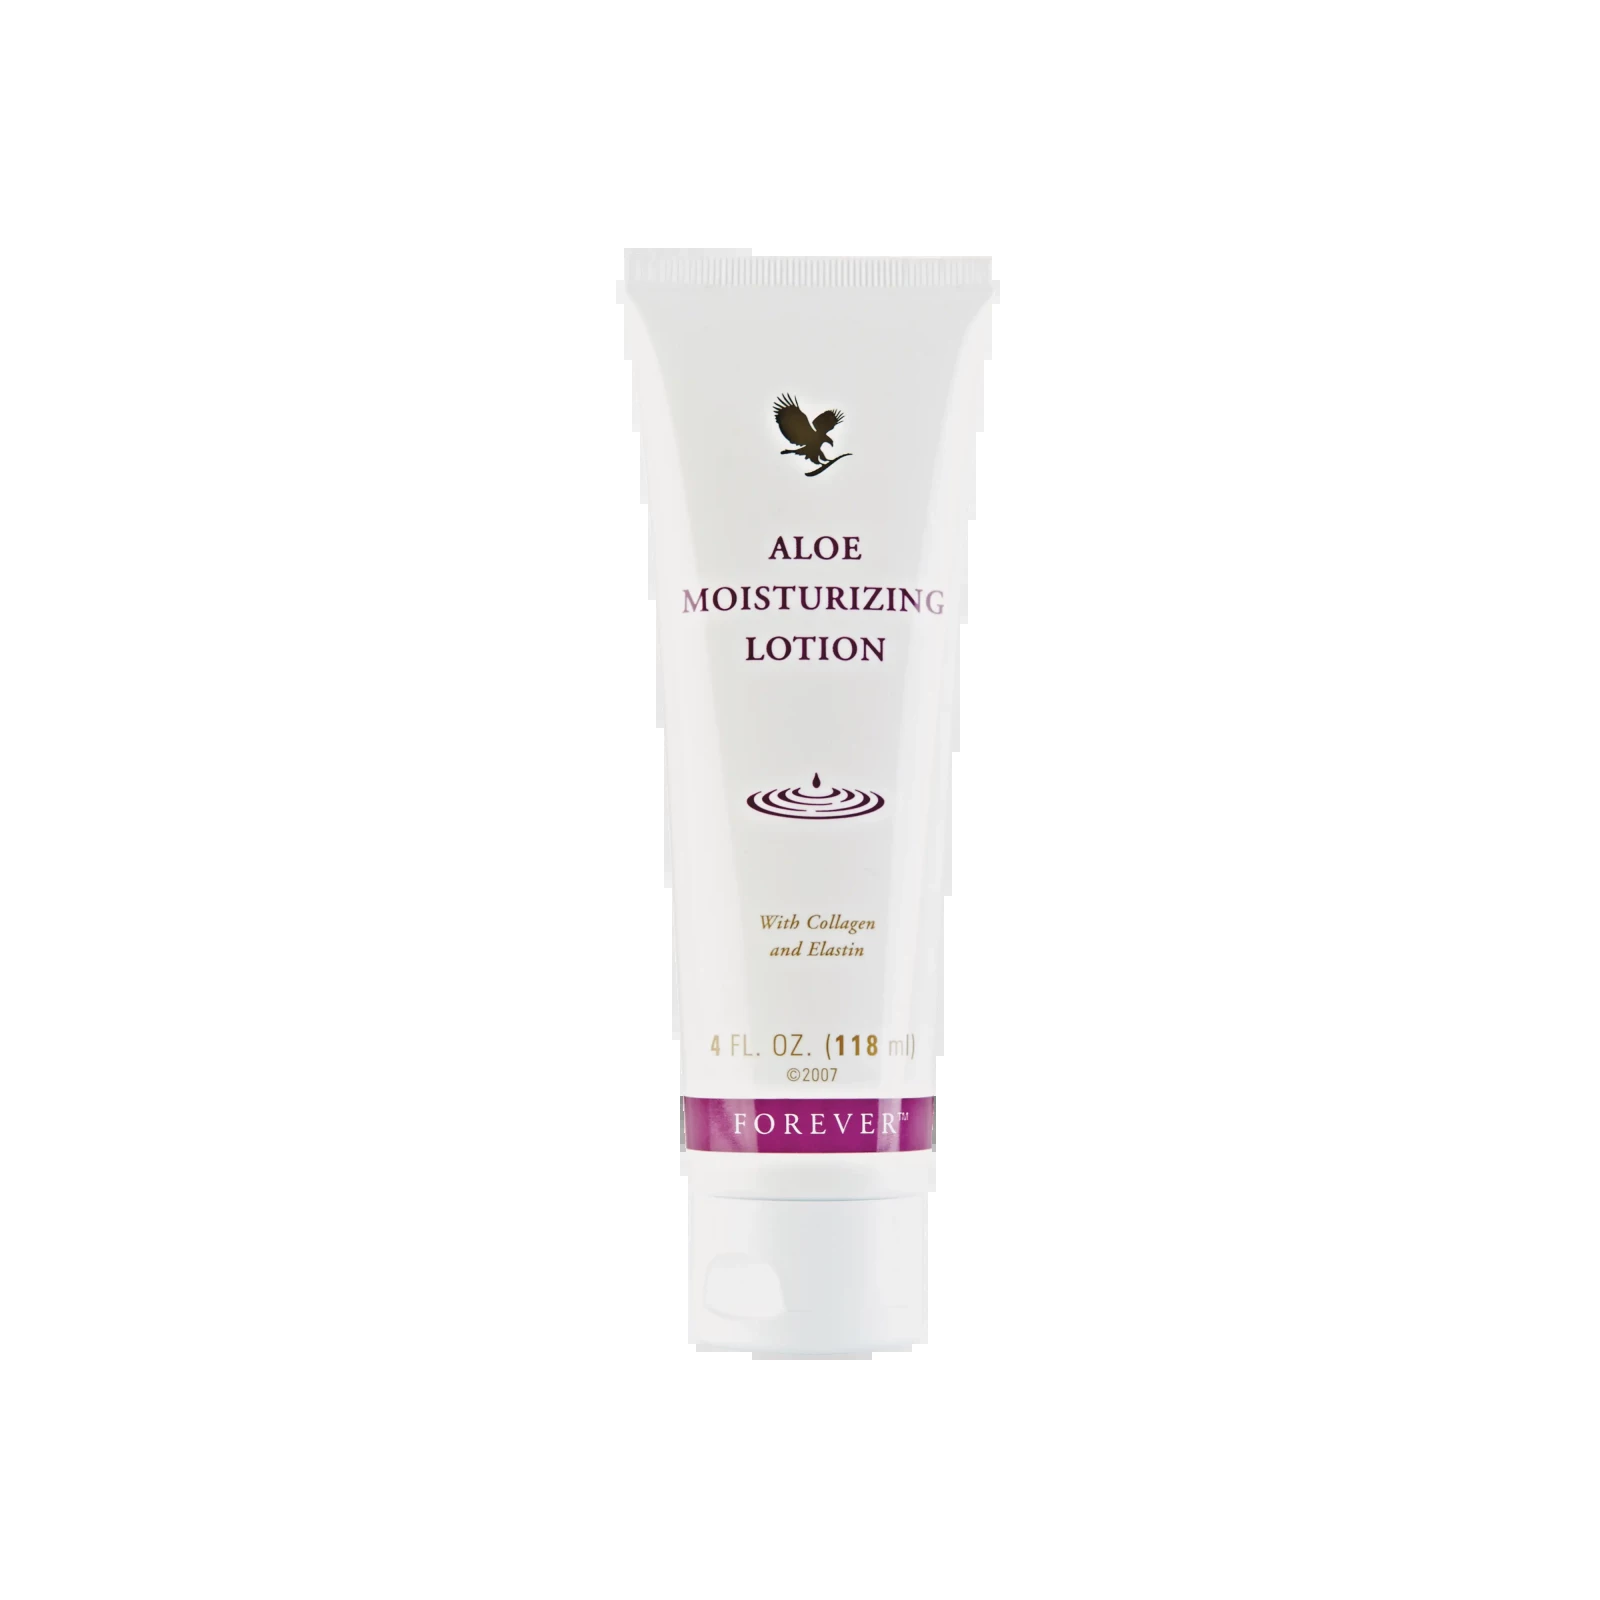 ALOE
MOISTURIZING
LOTION
With Collagen
and Elastin
4 FL. OZ. (118 ml)
©2007
FOREVER™